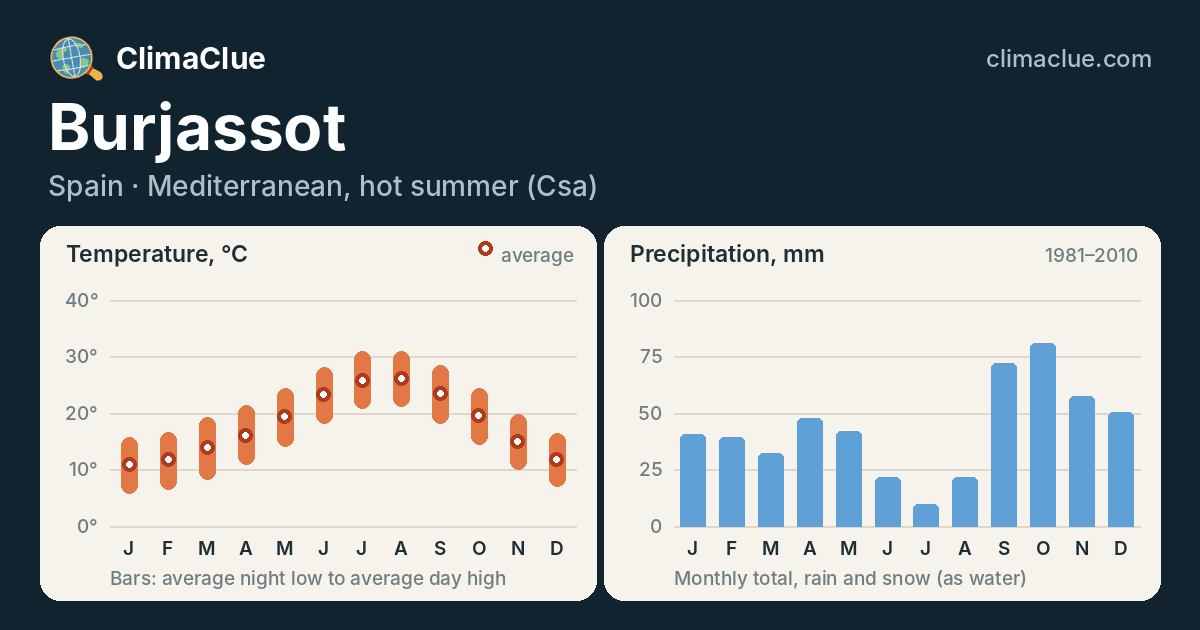 ClimaClue
climaclue.com
Burjassot
Spain · Mediterranean, hot summer (Csa)
Temperature, °C
average
40°
30°
20°
10°
0°
J F M A M J J A S O N D
Bars: average night low to average day high
Precipitation, mm
1981–2010
100
75
50
25
0
J F M A M J J A S O N D
Monthly total, rain and snow (as water)